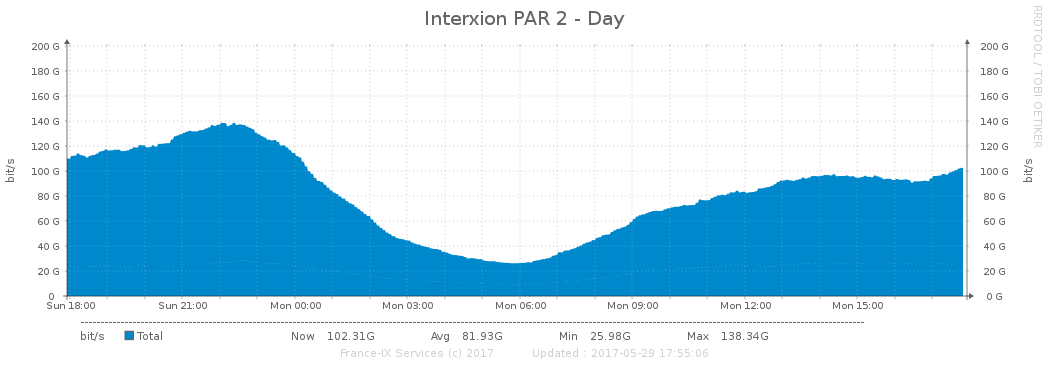 Interxion PAR 2 - Day
RRDTOOL / TOBI OETIKER
200 G 200 G
180 G 180 G
160 G 160 G
140 G 140 G
120 G 120 G
100 G 100 G
80 G 80 G
60 G 60 G
40 G 40 G
20 G 20 G
0 0 G
bit/s bit/s
Sun 18:00 Sun 21:00 Mon 00:00 Mon 03:00 Mon 06:00 Mon 09:00 Mon 12:00 Mon 15:00
bit/s Total Now 102.31G Avg 81.93G Min 25.98G Max 138.34G
France-IX Services (c) 2017 Updated : 2017-05-29 17:55:06